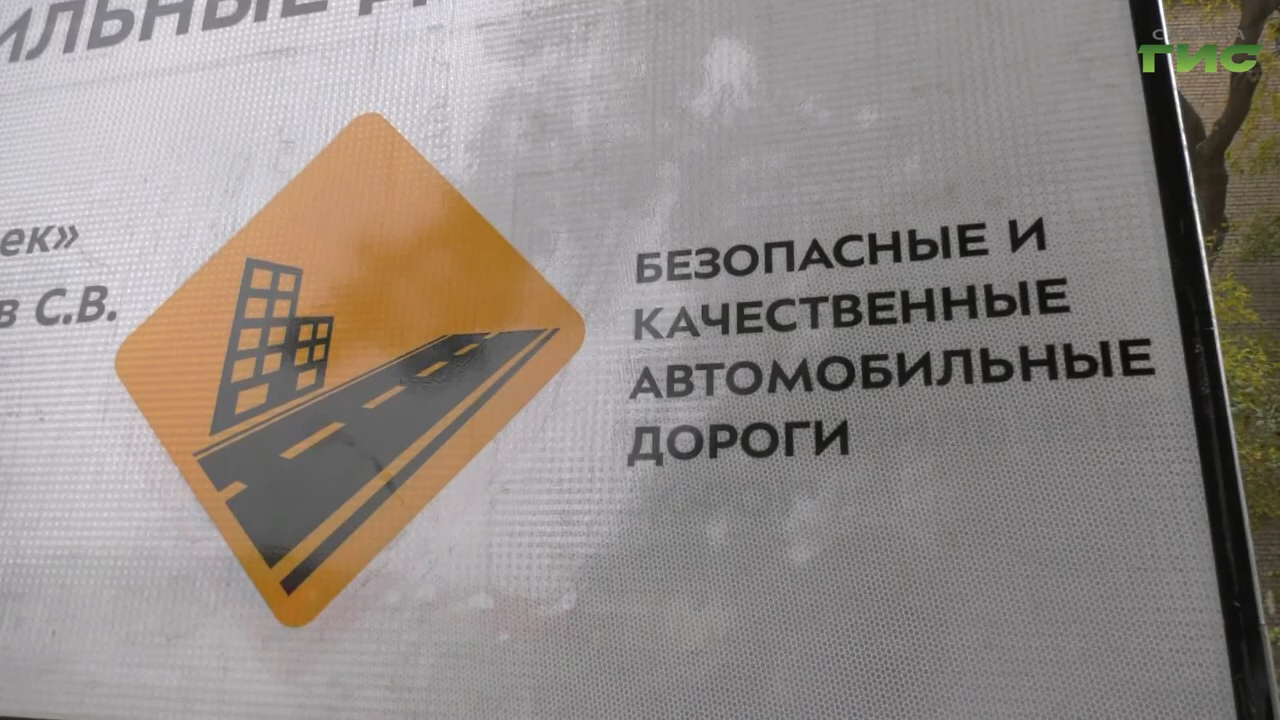 ек»
в С.В.
БЕЗОПАСНЫЕ И
КАЧЕСТВЕННЫЕ
АВТОМОБИЛЬНЫЕ
ДОРОГИ
ГИС